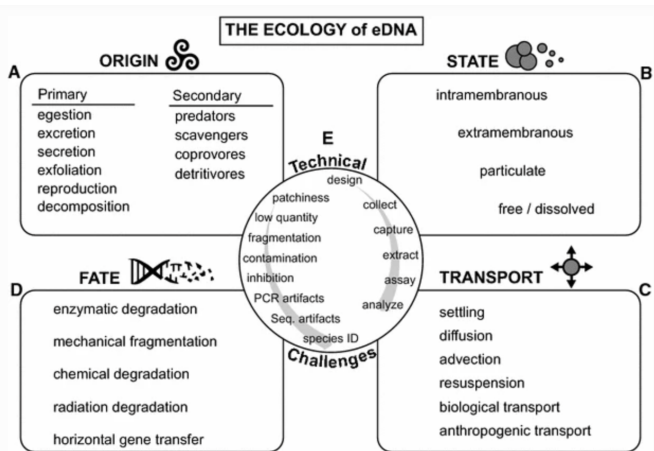 THE ECOLOGY of eDNA
A
ORIGIN
Primary
egestion
excretion
secretion
exfoliation
reproduction
decomposition
Secondary
predators
scavengers
coprovores
detritivores
STATE
B
intramembranous
extramembranous
particulate
free / dissolved
E
Technical
design
collect
capture
extract
assay
analyze
patchiness
low quantity
fragmentation
contamination
inhibition
PCR artifacts
Seq. artifacts
species ID
Challenges
D
FATE
enzymatic degradation
mechanical fragmentation
chemical degradation
radiation degradation
horizontal gene transfer
TRANSPORT
C
settling
diffusion
advection
resuspension
biological transport
anthropogenic transport